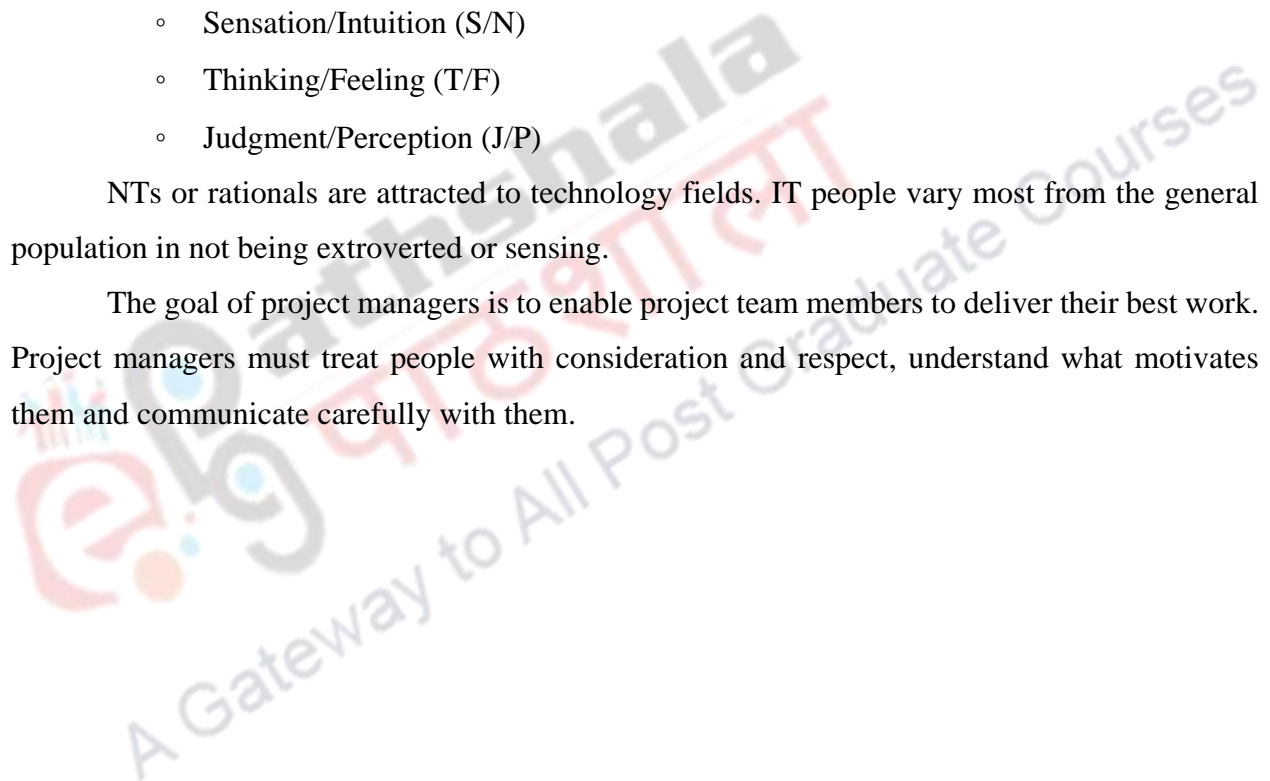 ◦ Sensation/Intuition (S/N)
◦ Thinking/Feeling (T/F)
◦ Judgment/Perception (J/P)
NTs or rationals are attracted to technology fields. IT people vary most from the general
population in not being extroverted or sensing.
The goal of project managers is to enable project team members to deliver their best work.
Project managers must treat people with consideration and respect, understand what motivates
them and communicate carefully with them.
e
PG
athshala
पाठशाला
A Gateway to All Post Graduate Courses